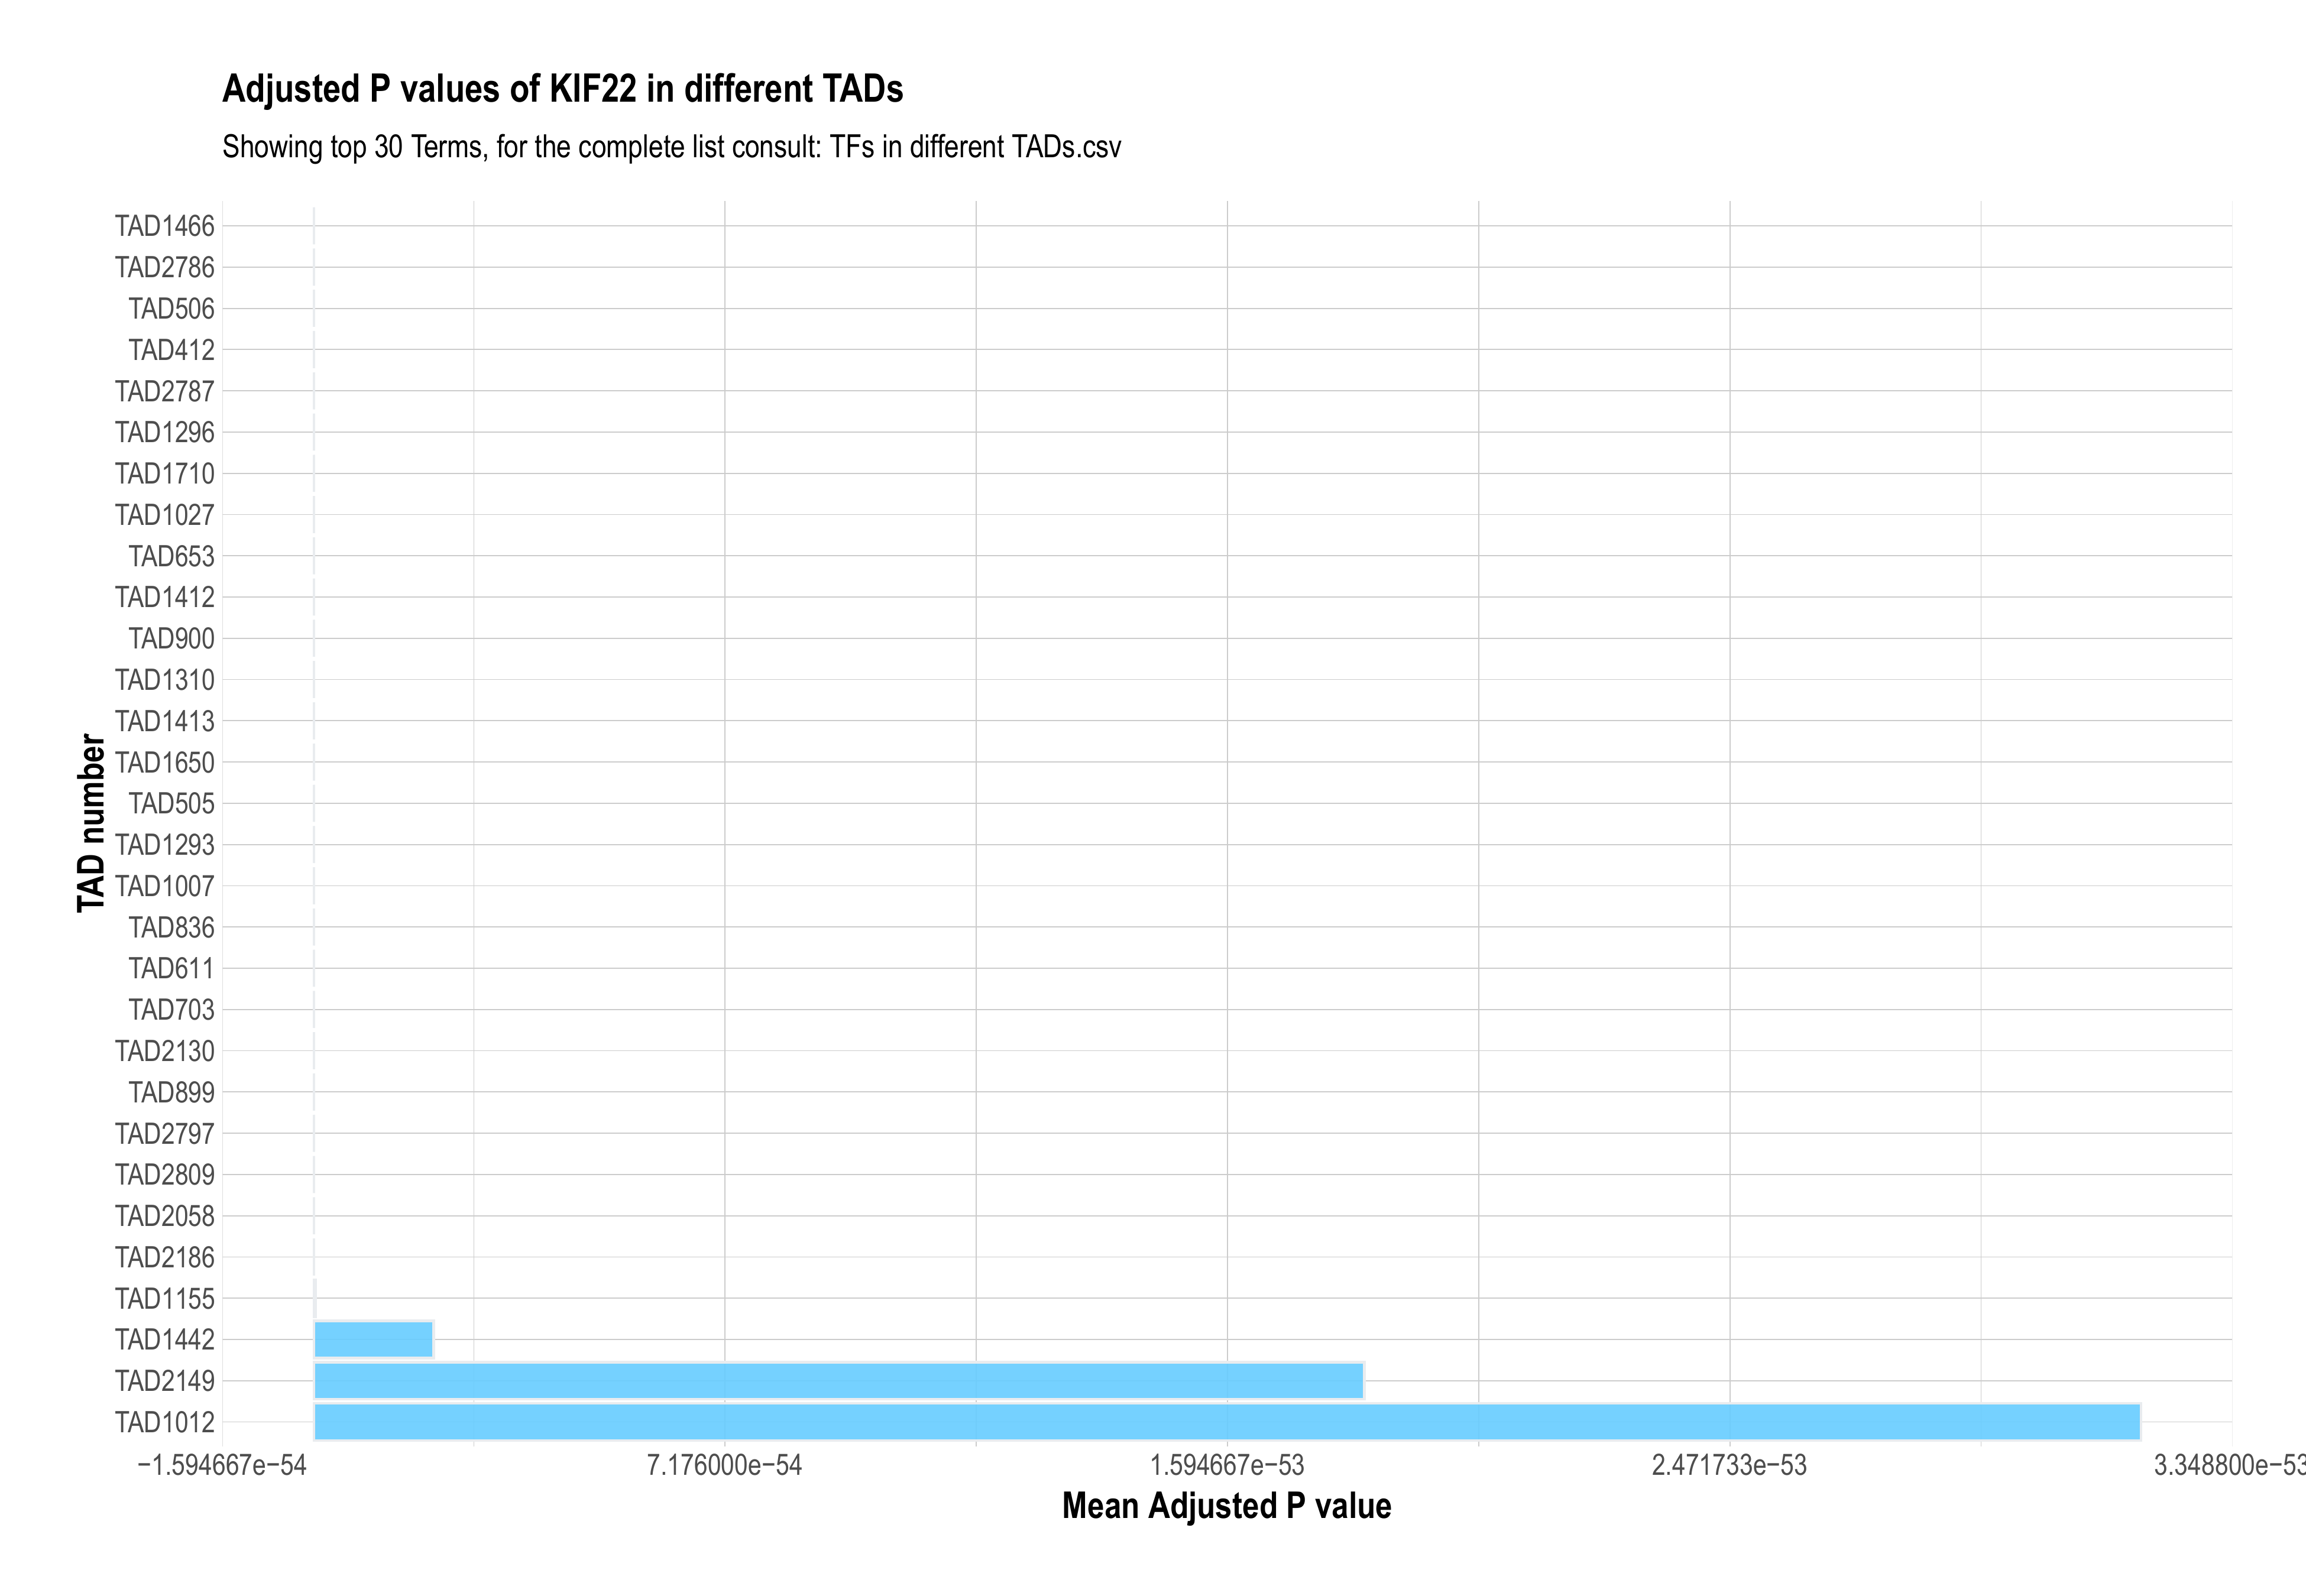 Adjusted P values of KIF22 in different TADs
Showing top 30 Terms, for the complete list consult: TFs in different TADs.csv
TAD1466
TAD2786
TAD506
TAD412
TAD2787
TAD1296
TAD1710
TAD1027
TAD653
TAD1412
TAD900
TAD1310
TAD1413
TAD1650
TAD505
TAD1293
TAD1007
TAD836
TAD611
TAD703
TAD2130
TAD899
TAD2797
TAD2809
TAD2058
TAD2186
TAD1155
TAD1442
TAD2149
TAD1012
TAD number
−1.594667e−54 7.176000e−54 1.594667e−53 2.471733e−53 3.348800e−53
Mean Adjusted P value